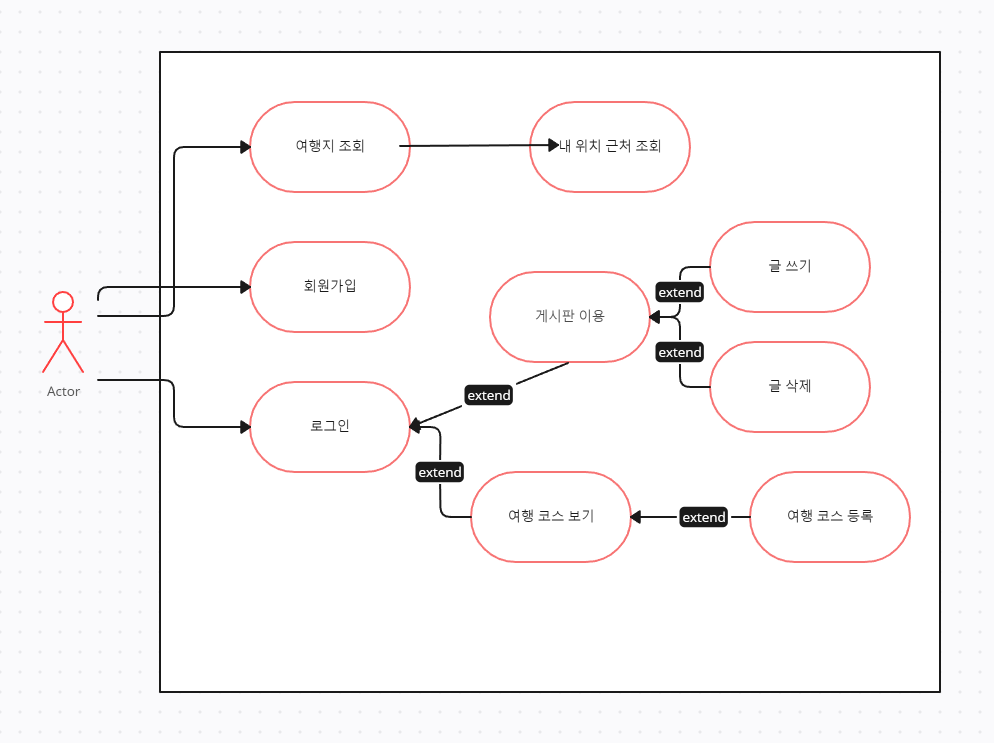 여행지 조회
내 위치 근처 조회
회원가입
글 쓰기
extend
게시판 이용
extend
글 삭제
Actor
extend
로그인
extend
여행 코스 보기
extend
여행 코스 등록